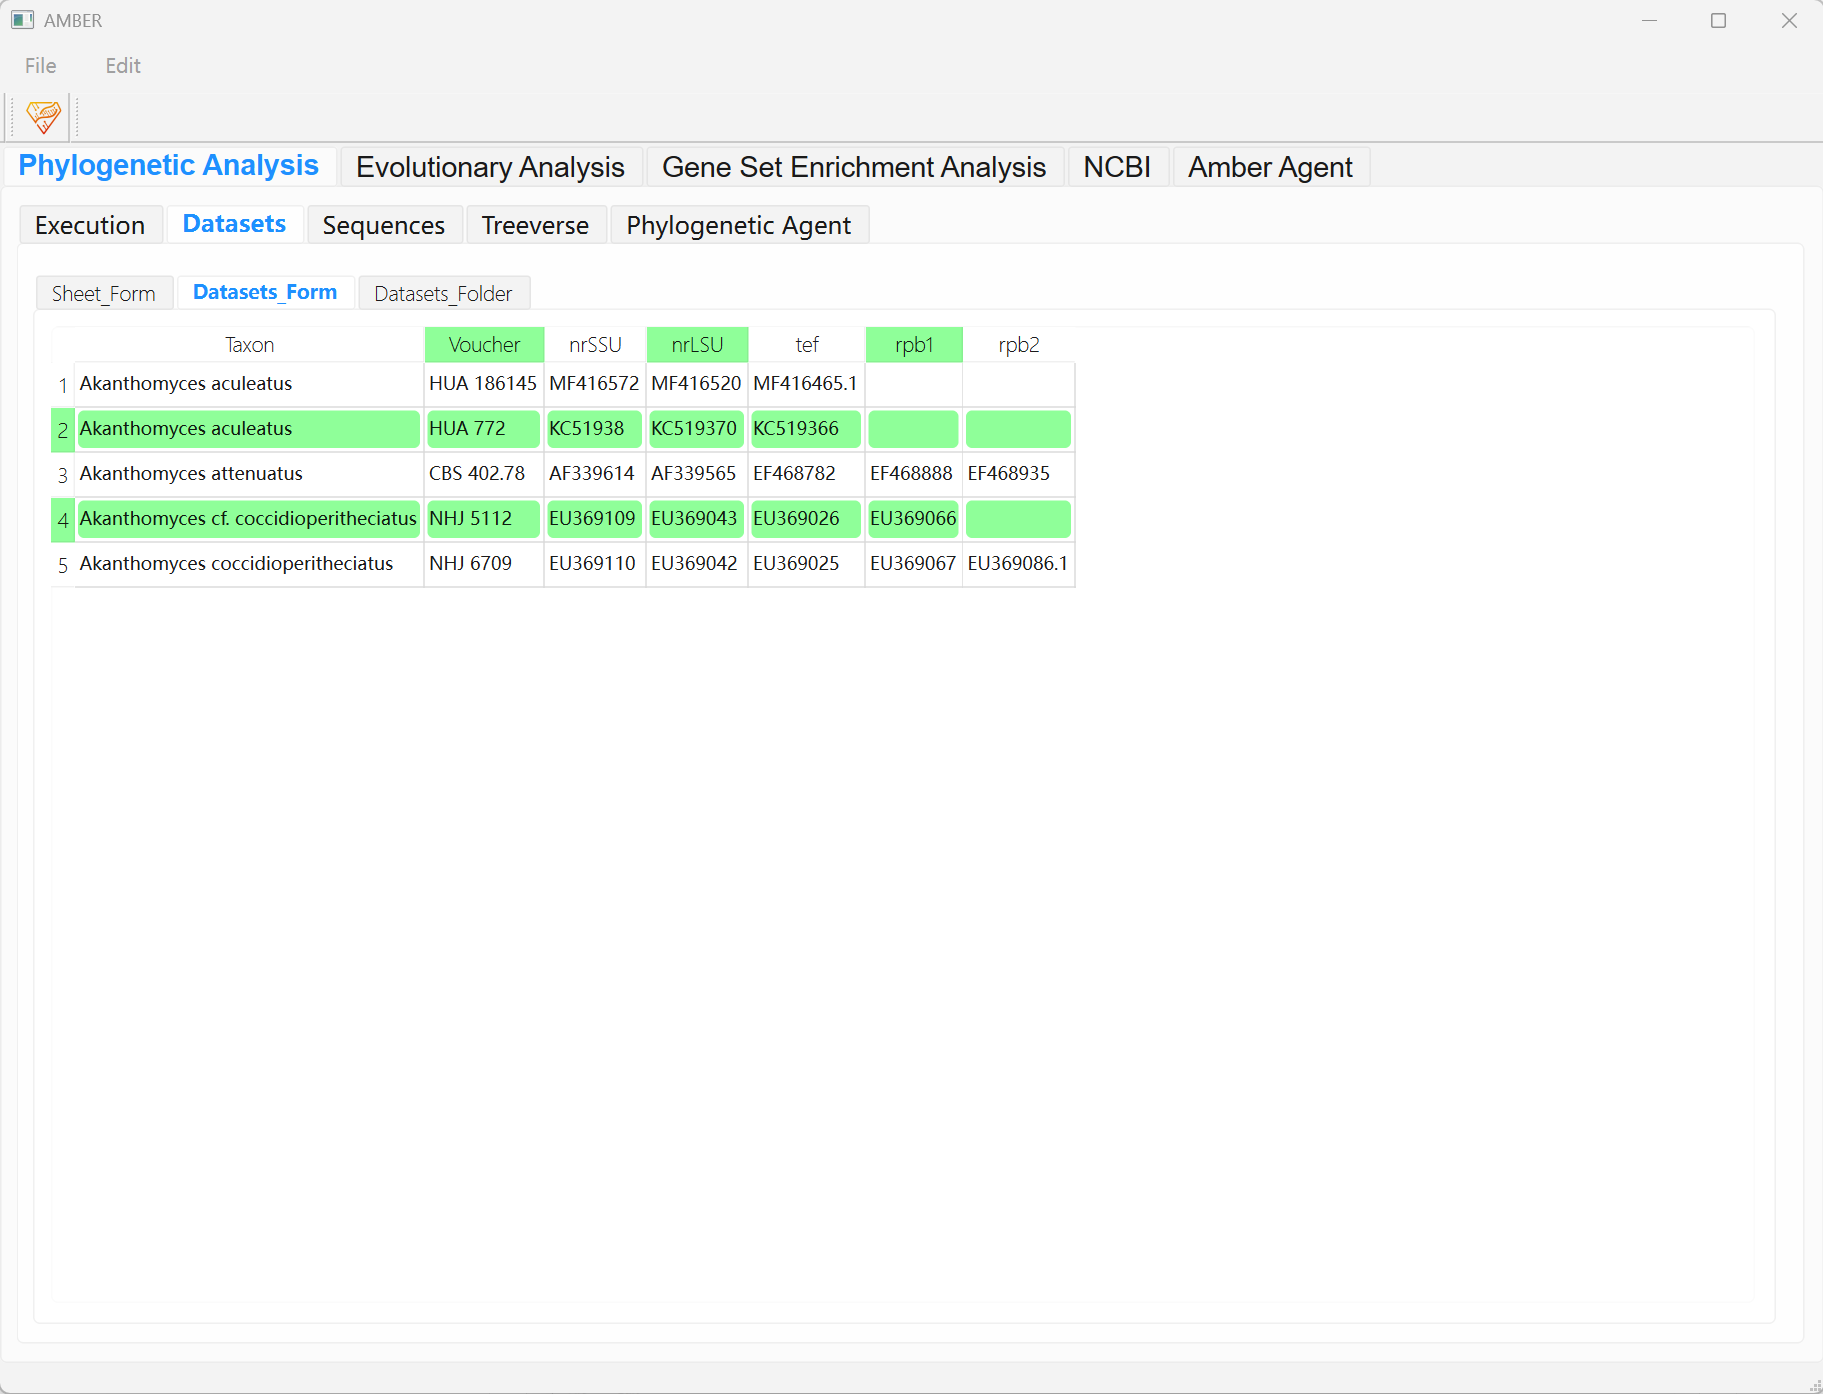 AMBER
File Edit
Phylogenetic Analysis Evolutionary Analysis Gene Set Enrichment Analysis NCBI Amber Agent
Execution Datasets Sequences Treeverse Phylogenetic Agent
Sheet_Form Datasets_Form Datasets_Folder
Taxon Voucher nrSSU nrLSU tef rpb1 rpb2
1 Akanthomyces aculeatus HUA 186145 MF416572 MF416520 MF416465.1
2 Akanthomyces aculeatus HUA 772 KC51938 KC519370 KC519366
3 Akanthomyces attenuatus CBS 402.78 AF339614 AF339565 EF468782 EF468888 EF468935
4 Akanthomyces cf. coccidioperitheciatus NHJ 5112 EU369109 EU369043 EU369026 EU369066
5 Akanthomyces coccidioperitheciatus NHJ 6709 EU369110 EU369042 EU369025 EU369067 EU369086.1